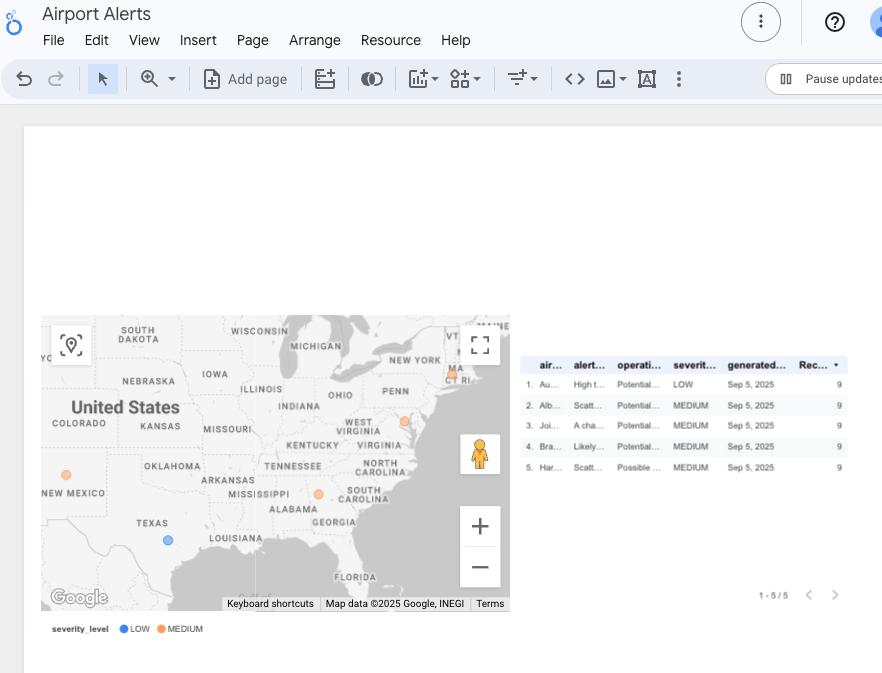 Airport Alerts
File Edit View Insert Page Arrange Resource Help
Add page
Pause updates
SOUTH DAKOTA
WISCONSIN
MICHIGAN
MAINE
VT
NEW YORK
MA
CT RI
IOWA
NEBRASKA
ILLINOIS
INDIANA
OHIO
PENN
United States
COLORADO
KANSAS
MISSOURI
WEST VIRGINIA
KENTUCKY
VIRGINIA
OKLAHOMA
TENNESSEE
NORTH CAROLINA
ARKANSAS
NEW MEXICO
MISSISSIPPI
SOUTH CAROLINA
ALABAMA
GEORGIA
TEXAS
LOUISIANA
FLORIDA
Google
Keyboard shortcuts Map data ©2025 Google, INEGI Terms
severity_level LOW MEDIUM
air... alert... operati... severit... generated... Rec...
1. Au... High t... Potential... LOW Sep 5, 2025 9
2. Alb... Scatt... Potential... MEDIUM Sep 5, 2025 9
3. Joi... A cha... Potential... MEDIUM Sep 5, 2025 9
4. Bra... Likely... Potential... MEDIUM Sep 5, 2025 9
5. Har... Scatt... Possible ... MEDIUM Sep 5, 2025 9
1 - 5 / 5